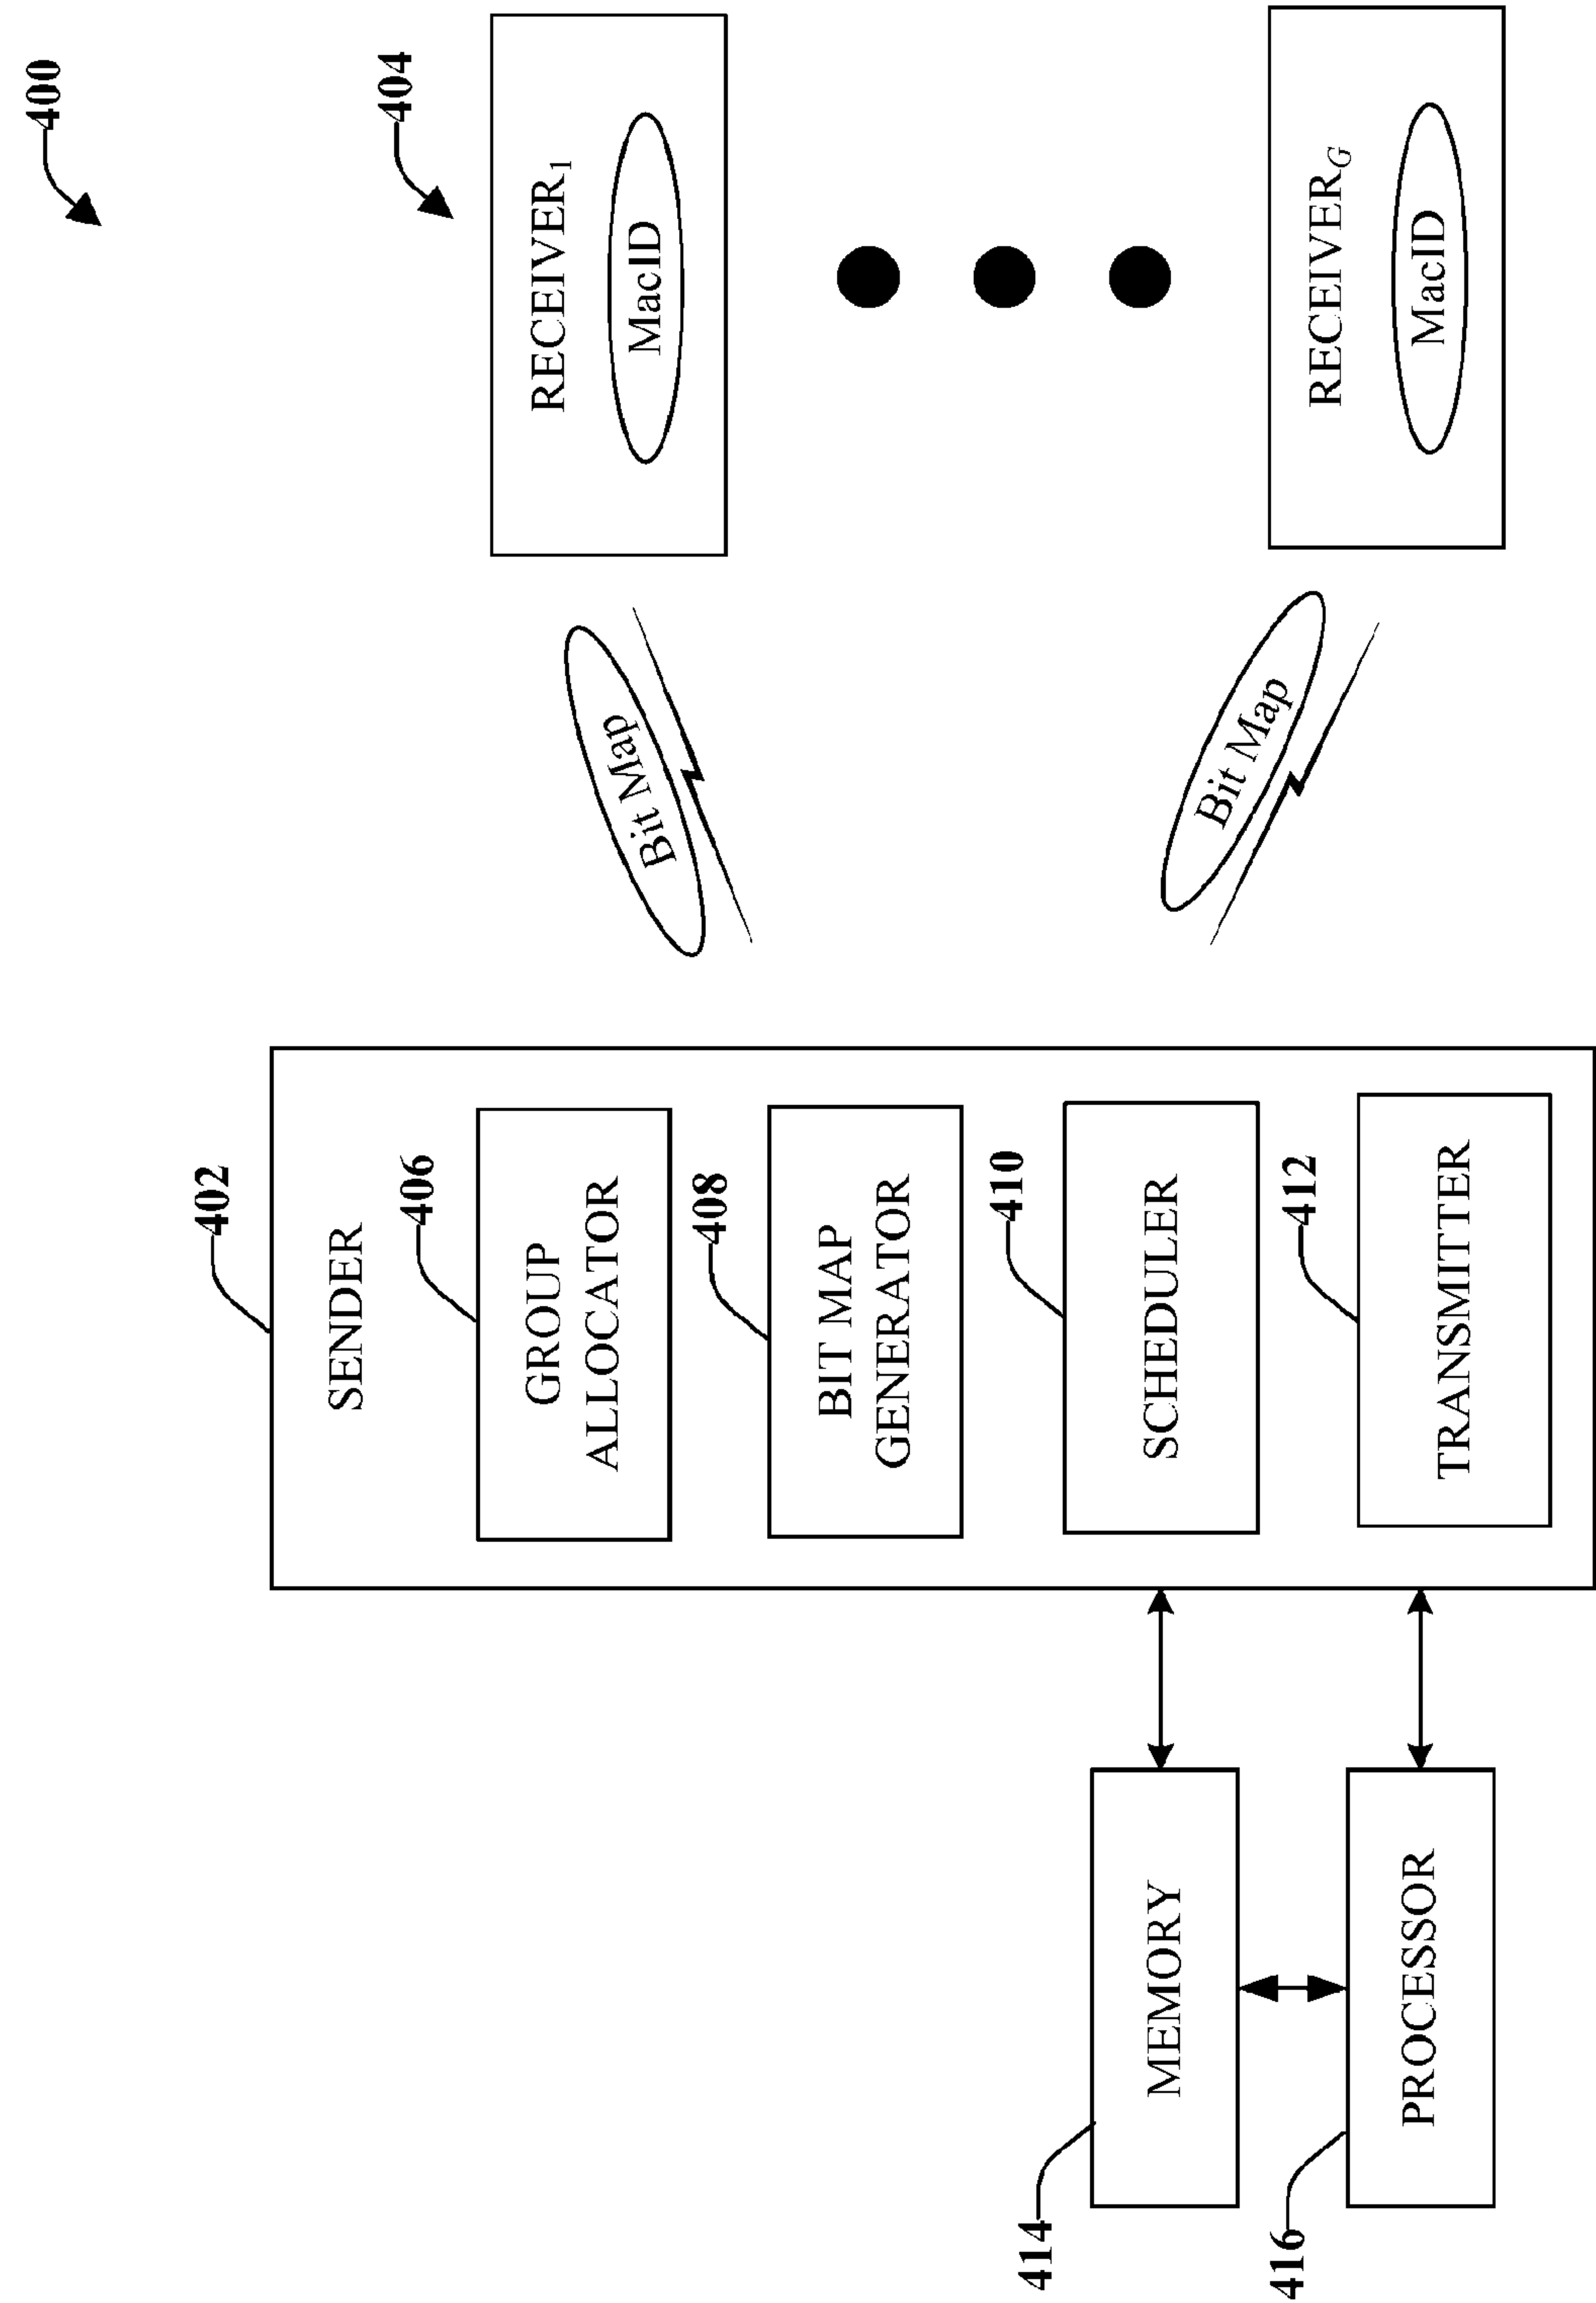 400
402
404
SENDER
406
GROUP
ALLOCATOR
408
BIT MAP
GENERATOR
410
SCHEDULER
412
TRANSMITTER
414
MEMORY
416
PROCESSOR
Bit Map
Bit Map
RECEIVER1
MacID
RECEIVERG
MacID